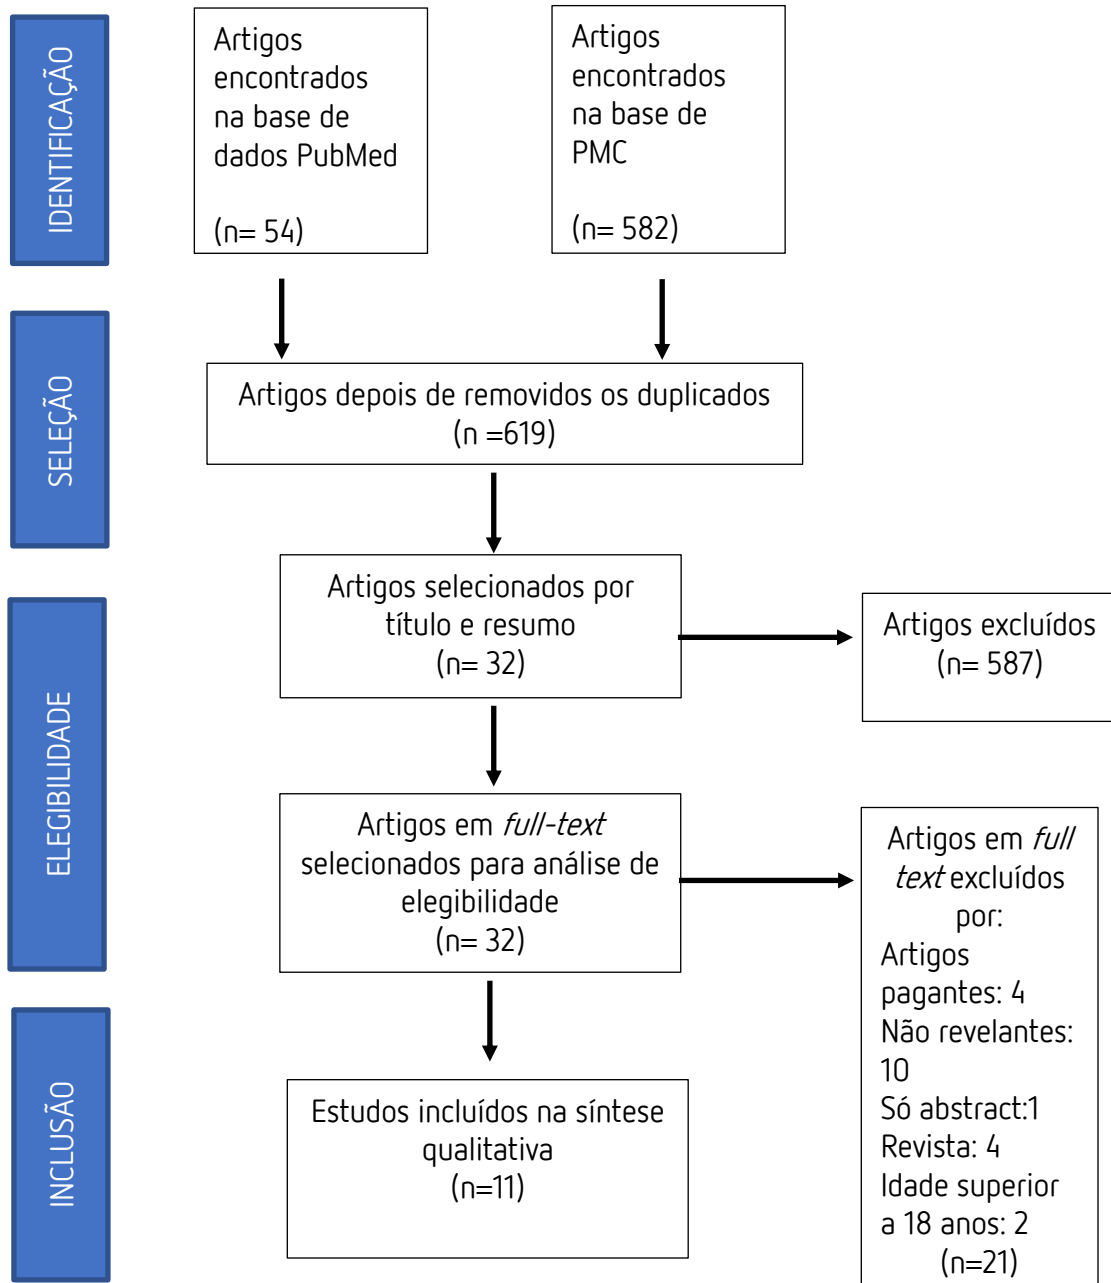 IDENTIFICAÇÃO
Artigos
encontrados
na base de
dados PubMed
(n= 54)
Artigos
encontrados
na base de
PMC
(n= 582)
SELEÇÃO
Artigos depois de removidos os duplicados
(n =619)
ELEGIBILIDADE
Artigos selecionados por
título e resumo
(n= 32)
Artigos excluídos
(n= 587)
Artigos em full-text
selecionados para análise de
elegibilidade
(n= 32)
Artigos em full
text excluídos
por:
Artigos
pagantes: 4
Não revelantes:
10
Só abstract:1
Revista: 4
Idade superior
a 18 anos: 2
(n=21)
INCLUSÃO
Estudos incluídos na síntese
qualitativa
(n=11)